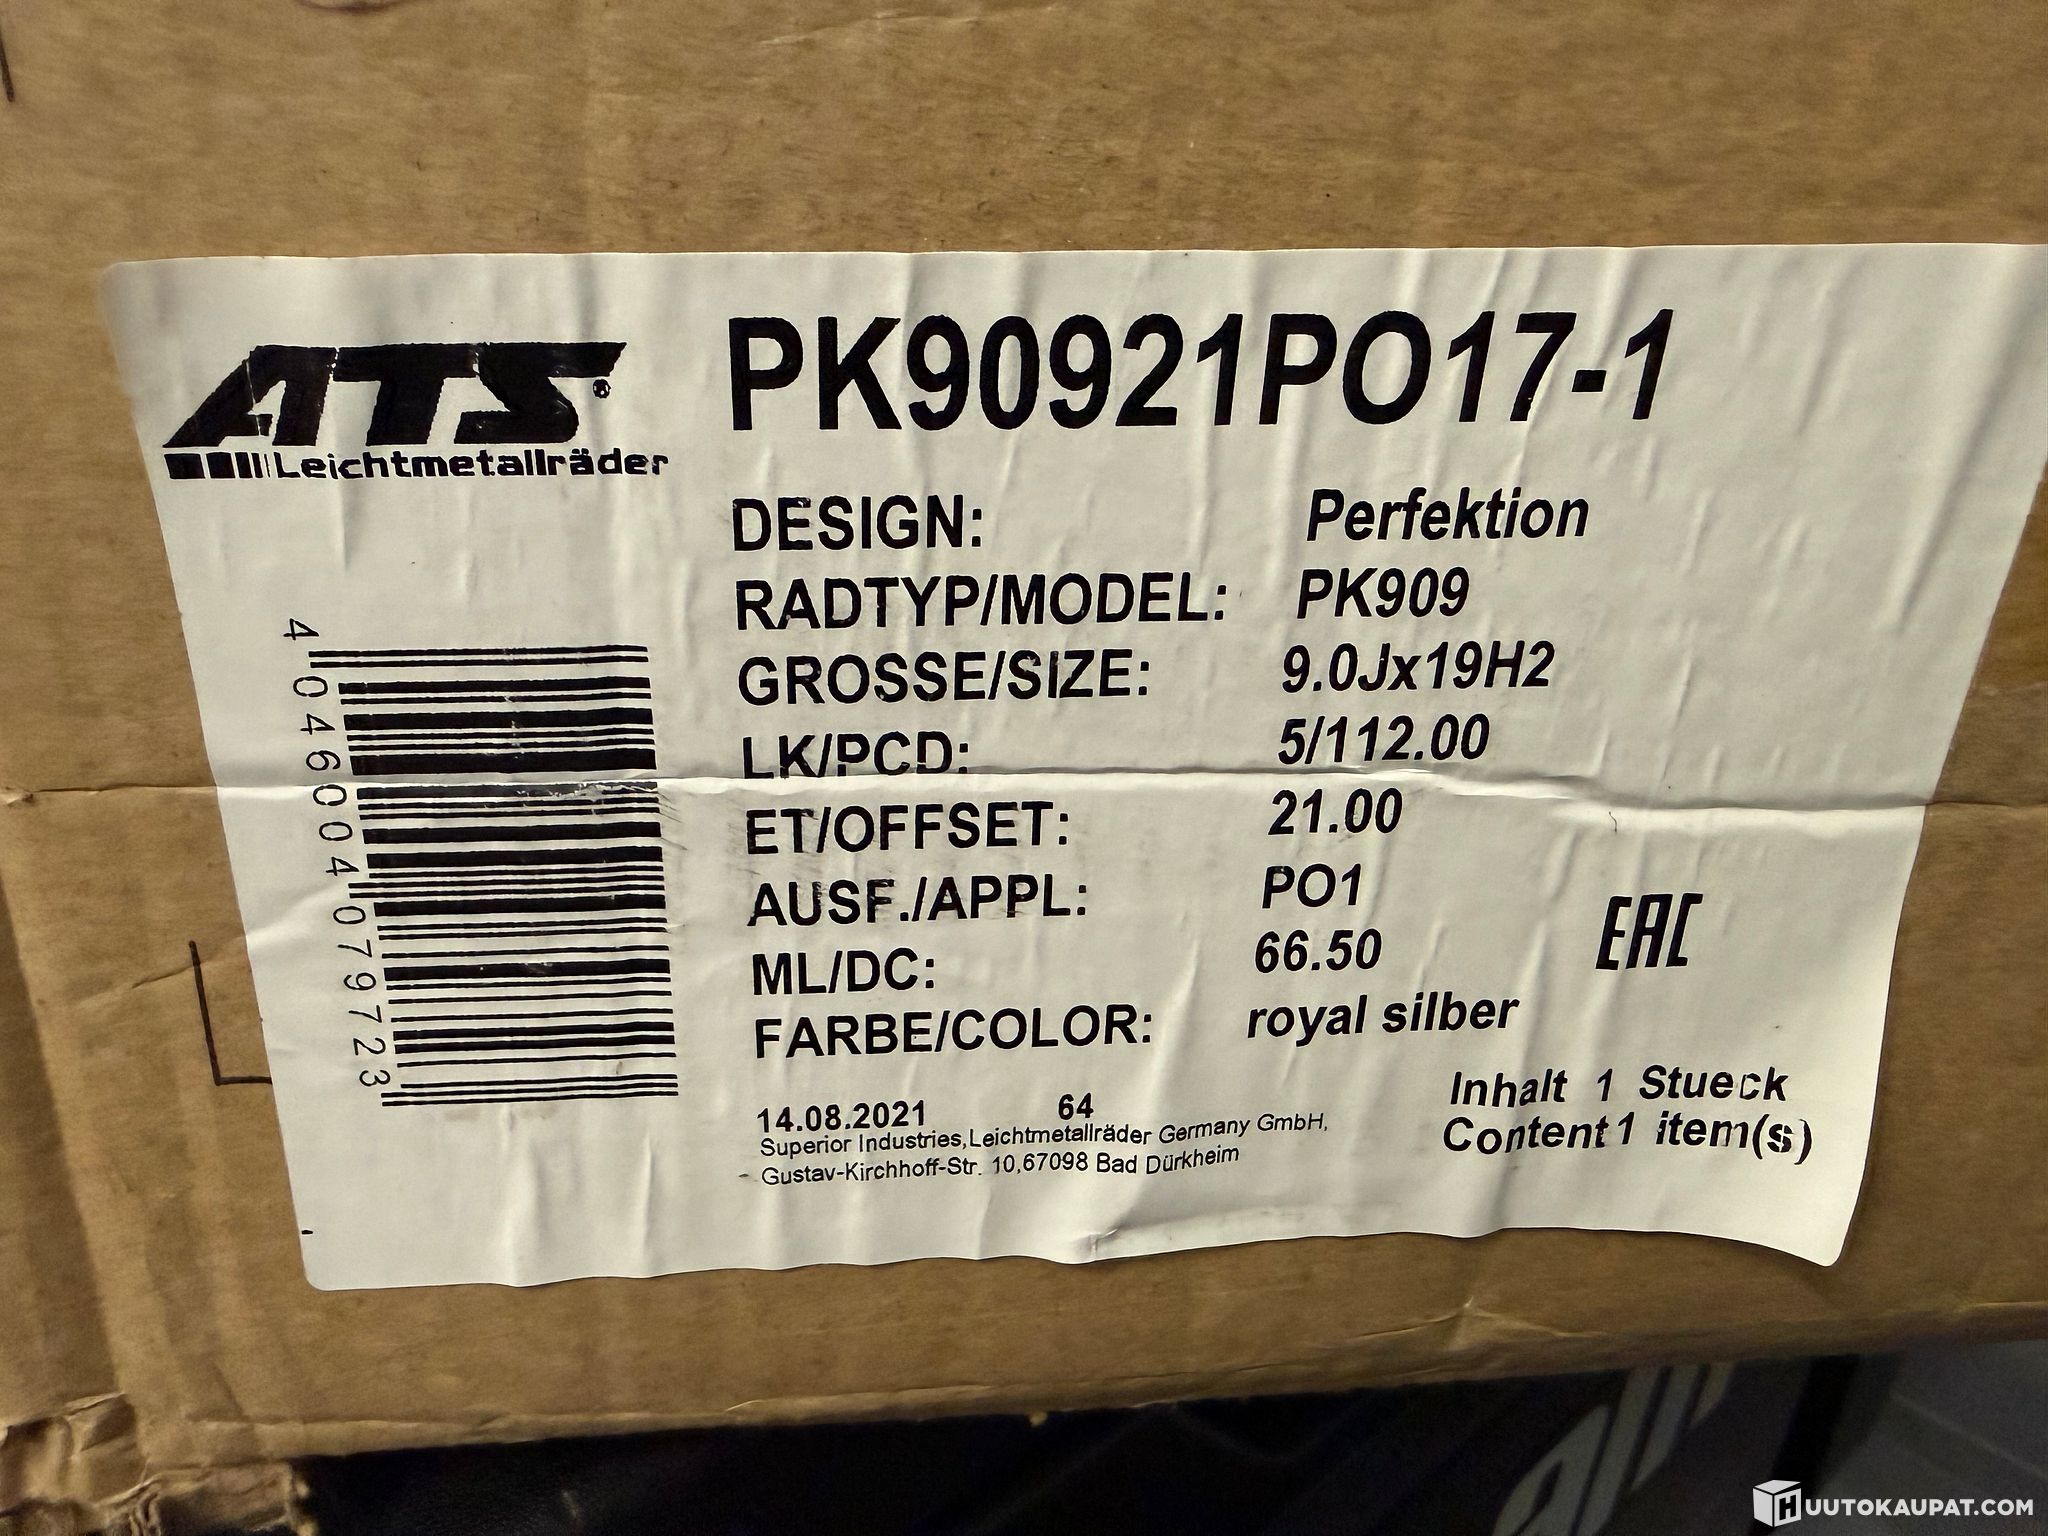 ATS®
Leichtmetallräder
PK90921PO17-1
DESIGN: Perfektion
RADTYP/MODEL: PK909
GROSSE/SIZE: 9.0Jx19H2
LK/PCD: 5/112.00
ET/OFFSET: 21.00
AUSF./APPL: PO1
ML/DC: 66.50
FARBE/COLOR: royal silber
EAC
4046004079723
14.08.2021 64
Superior Industries,Leichtmetallräder Germany GmbH,
Gustav-Kirchhoff-Str. 10,67098 Bad Dürkheim
Inhalt 1 Stueck
Content 1 item(s)
HUUTOKAUPAT.COM